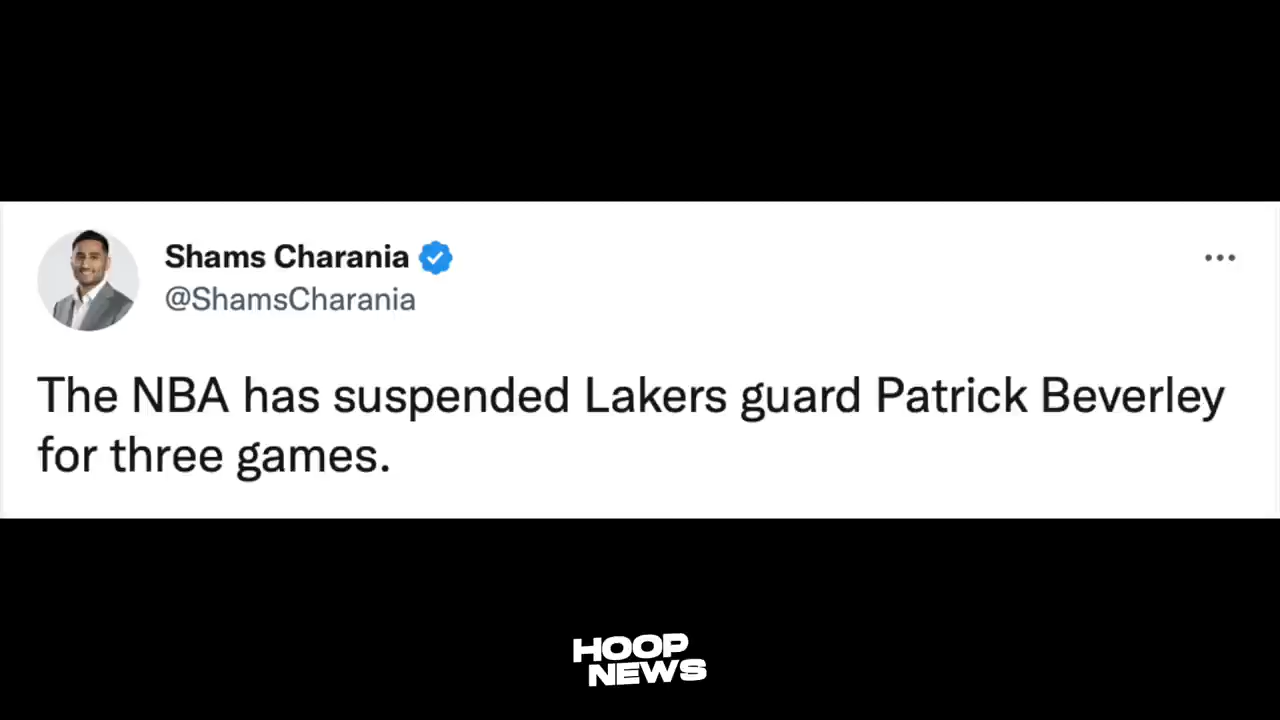 Shams Charania
@ShamsCharania
The NBA has suspended Lakers guard Patrick Beverley
for three games.
HOOP
NEWS